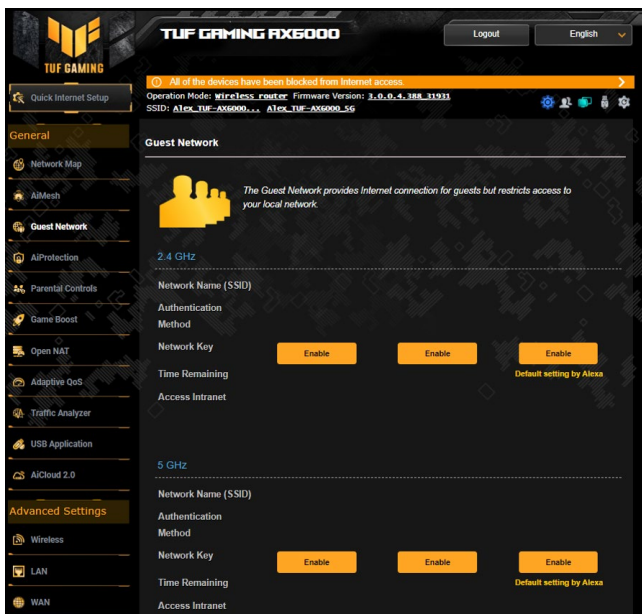 TUF GAMING
TUF GAMING AX6000
Logout
English
All of the devices have been blocked from Internet access.
Quick Internet Setup
Operation Mode: Wireless router Firmware Version: 3.0.0.4.388_31931
SSID: Alex_TUF-AX6000... Alex_TUF-AX6000_5G
General
Network Map
AiMesh
Guest Network
AiProtection
Parental Controls
Game Boost
Open NAT
Adaptive QoS
Traffic Analyzer
USB Application
AiCloud 2.0
Advanced Settings
Wireless
LAN
WAN
Guest Network
The Guest Network provides Internet connection for guests but restricts access to
your local network.
2.4 GHz
Network Name (SSID)
Authentication
Method
Network Key
Enable Enable Enable
Time Remaining
Default setting by Alexa
Access Intranet
5 GHz
Network Name (SSID)
Authentication
Method
Network Key
Enable Enable Enable
Time Remaining
Default setting by Alexa
Access Intranet